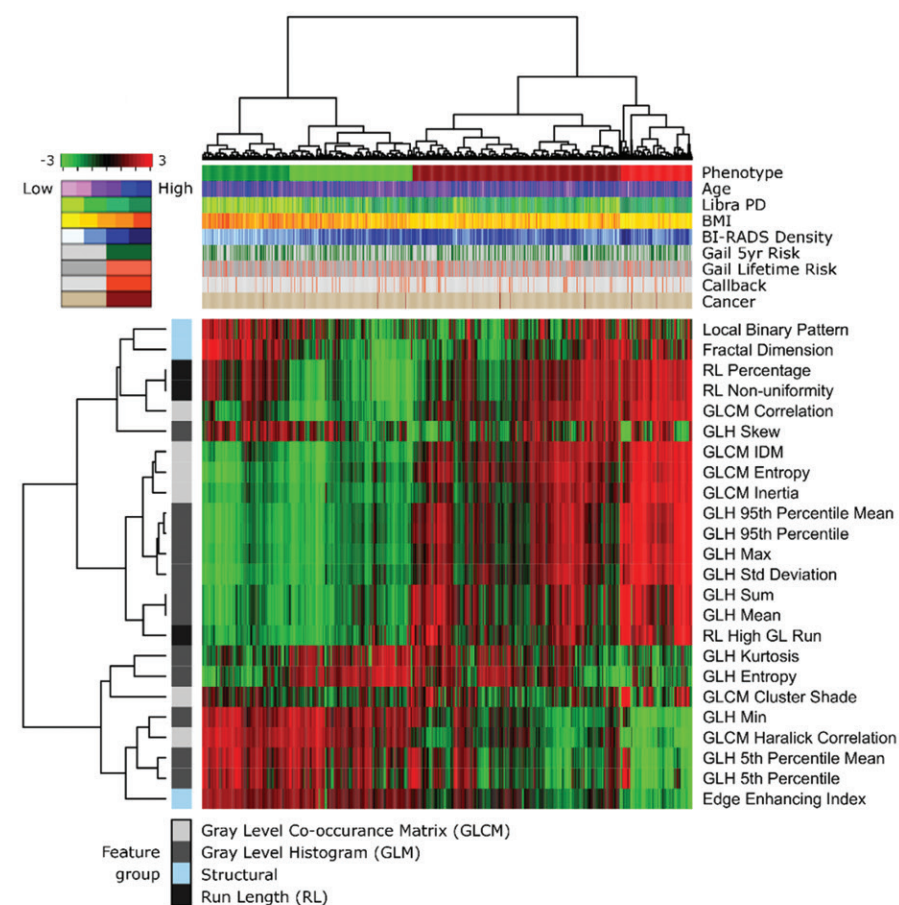 -3 3
Low High
Phenotype
Age
Libra PD
BMI
BI-RADS Density
Gail 5yr Risk
Gail Lifetime Risk
Callback
Cancer
Local Binary Pattern
Fractal Dimension
RL Percentage
RL Non-uniformity
GLCM Correlation
GLH Skew
GLCM IDM
GLCM Entropy
GLCM Inertia
GLH 95th Percentile Mean
GLH 95th Percentile
GLH Max
GLH Std Deviation
GLH Sum
GLH Mean
RL High GL Run
GLH Kurtosis
GLH Entropy
GLCM Cluster Shade
GLH Min
GLCM Haralick Correlation
GLH 5th Percentile Mean
GLH 5th Percentile
Edge Enhancing Index
Feature
group
Gray Level Co-occurance Matrix (GLCM)
Gray Level Histogram (GLM)
Structural
Run Length (RL)